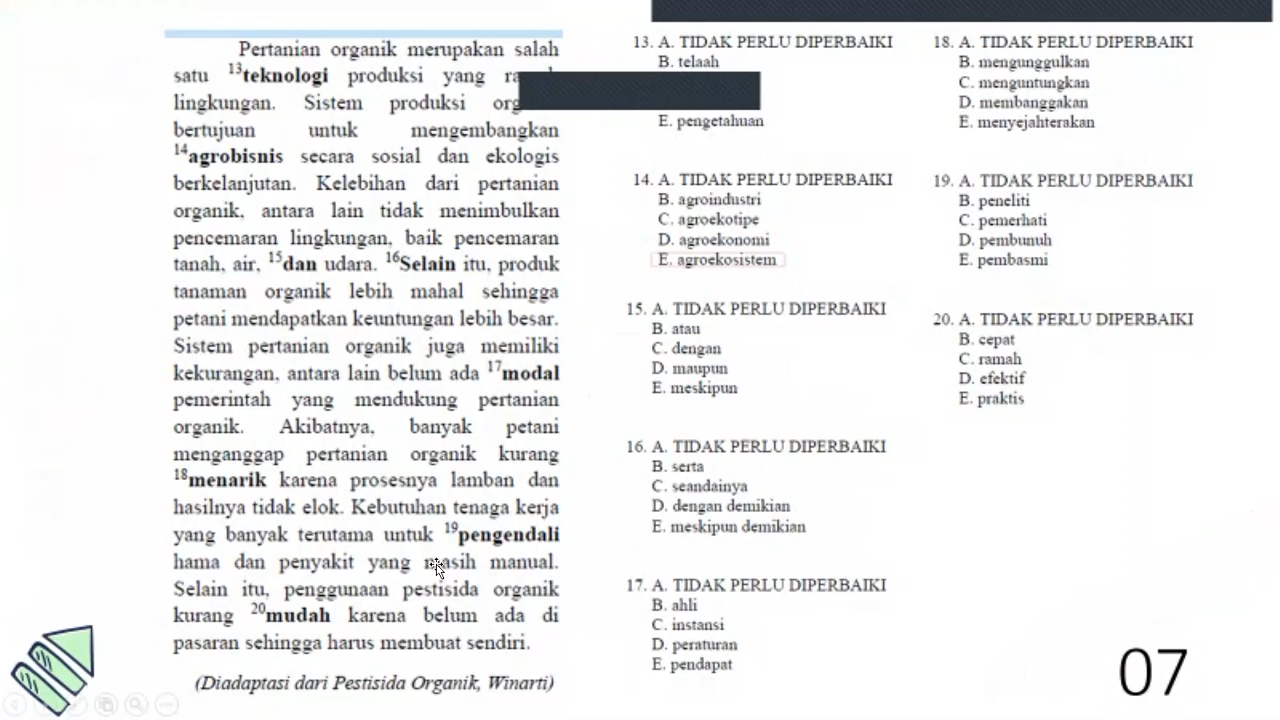 Pertanian organik merupakan salah
satu 13teknologi produksi yang
lingkungan. Sistem produksi
bertujuan untuk mengembangkan
14agrobisnis secara sosial dan ekologis
berkelanjutan. Kelebihan dari pertanian
organik, antara lain tidak menimbulkan
pencemaran lingkungan, baik pencemaran
tanah, air, 15dan udara. 16Selain itu, produk
tanaman organik lebih mahal sehingga
petani mendapatkan keuntungan lebih besar.
Sistem pertanian organik juga memiliki
kekurangan, antara lain belum ada 17modal
pemerintah yang mendukung pertanian
organik. Akibatnya, banyak petani
menganggap pertanian organik kurang
18menarik karena prosesnya lamban dan
hasilnya tidak elok. Kebutuhan tenaga kerja
yang banyak terutama untuk 19pengendali
hama dan penyakit yang masih manual.
Selain itu, penggunaan pestisida organik
kurang 20mudah karena belum ada di
pasaran sehingga harus membuat sendiri.
(Diadaptasi dari Pestisida Organik, Winarti)
13. A. TIDAK PERLU DIPERBAIKI
B. telaah
E. pengetahuan
14. A. TIDAK PERLU DIPERBAIKI
B. agroindustri
C. agroekotipe
D. agroekonomi
E. agroekosistem
15. A. TIDAK PERLU DIPERBAIKI
B. atau
C. dengan
D. maupun
E. meskipun
16. A. TIDAK PERLU DIPERBAIKI
B. serta
C. seandainya
D. dengan demikian
E. meskipun demikian
17. A. TIDAK PERLU DIPERBAIKI
B. ahli
C. instansi
D. peraturan
E. pendapat
18. A. TIDAK PERLU DIPERBAIKI
B. mengunggulkan
C. menguntungkan
D. membanggakan
E. menyejahterakan
19. A. TIDAK PERLU DIPERBAIKI
B. peneliti
C. pemerhati
D. pembunuh
E. pembasmi
20. A. TIDAK PERLU DIPERBAIKI
B. cepat
C. ramah
D. efektif
E. praktis
07